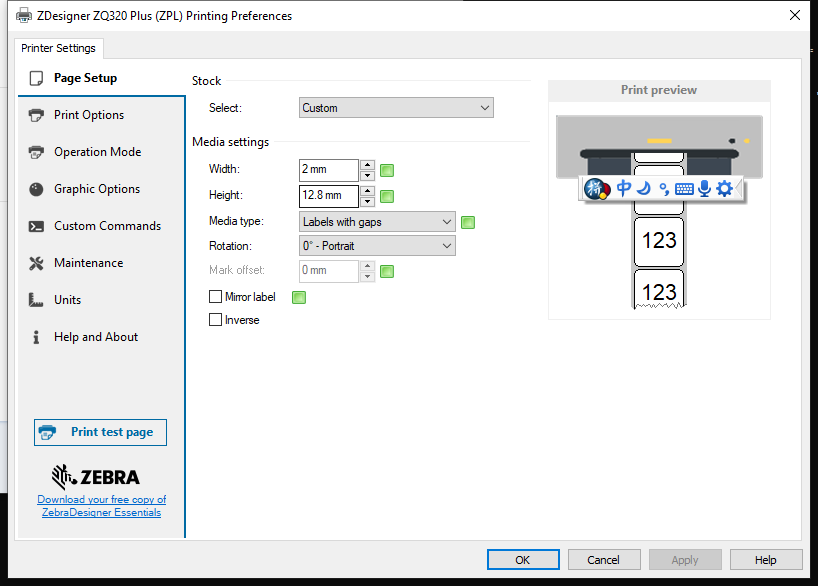 ZDesigner ZQ320 Plus (ZPL) Printing Preferences
Printer Settings
Page Setup
Print Options
Operation Mode
Graphic Options
Custom Commands
Maintenance
Units
Help and About
Print test page
ZEBRA
Download your free copy of
ZebraDesigner Essentials
Stock
Select:
Custom
Media settings
Width:
2 mm
Height:
12.8 mm
Media type:
Labels with gaps
Rotation:
0° - Portrait
Mark offset:
0 mm
Mirror label
Inverse
Print preview
拼 中
123
123
OK
Cancel
Apply
Help